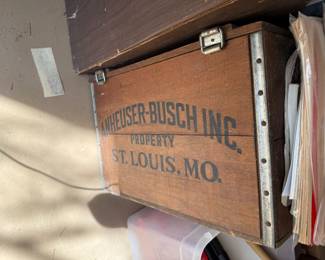 ANHEUSER-BUSCH INC.
PROPERTY
ST. LOUIS. MO.